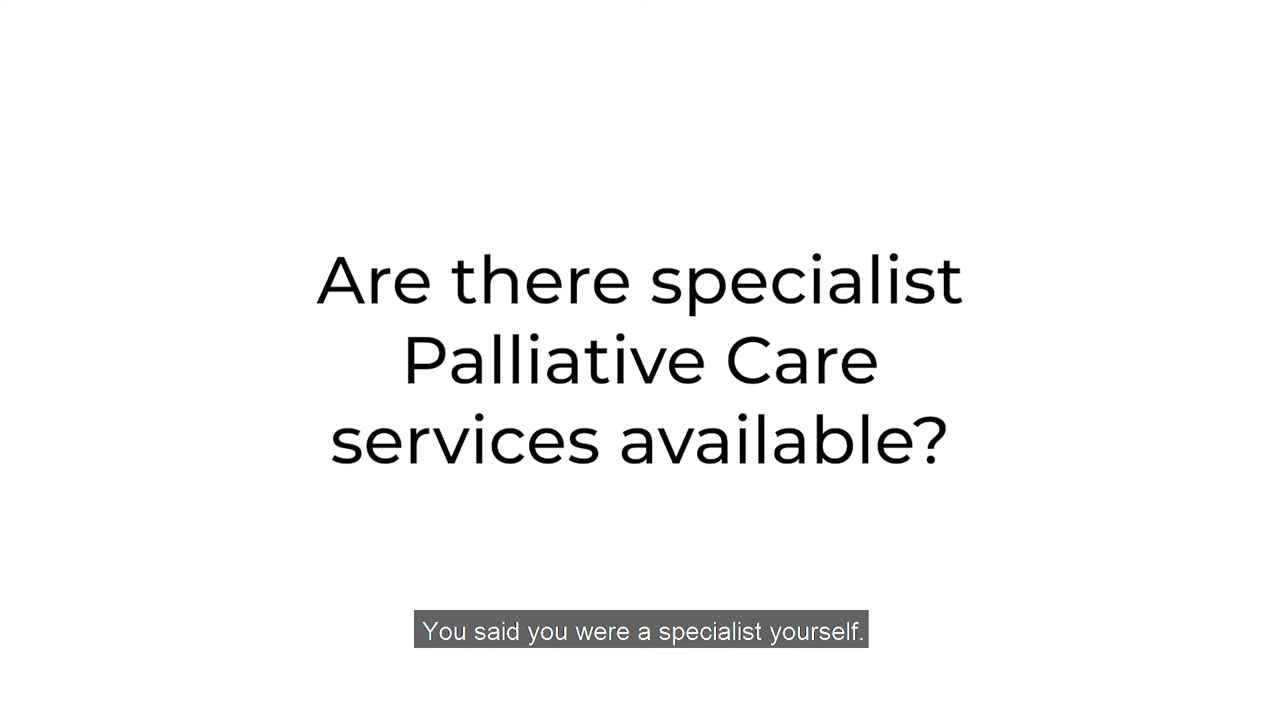 Are there specialist
Palliative Care
services available?
You said you were a specialist yourself.